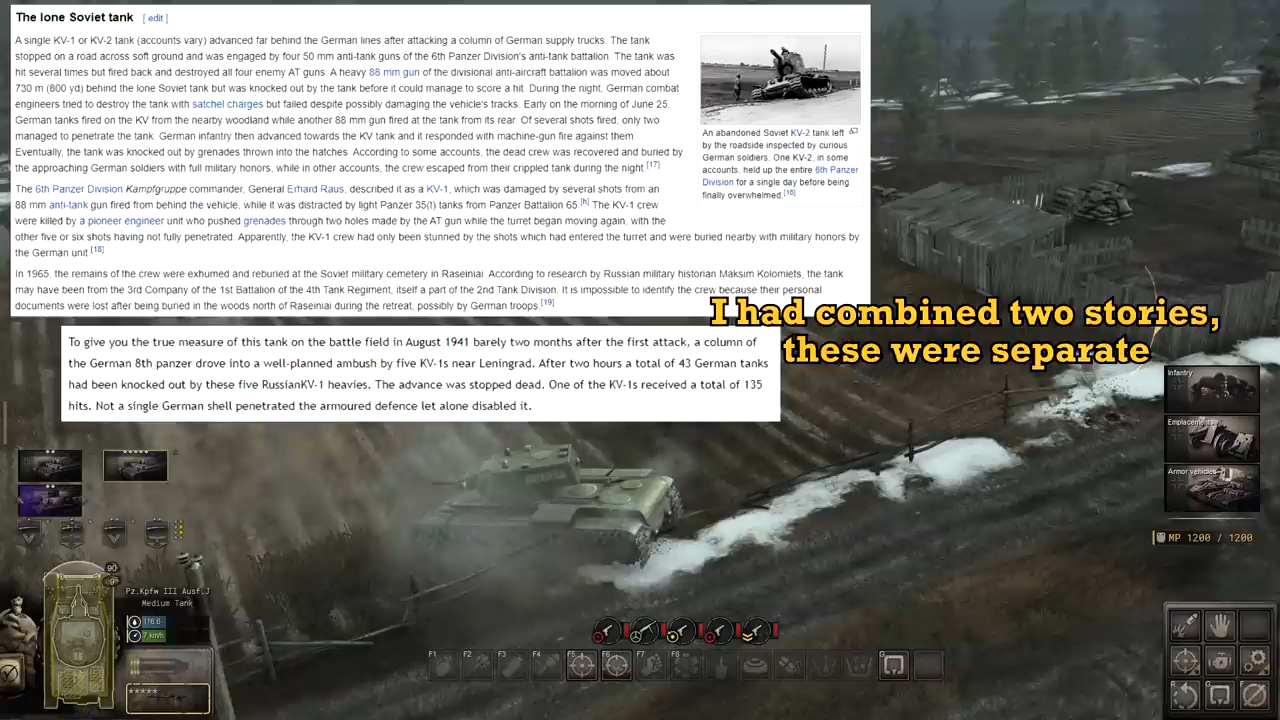 The lone Soviet tank [ edit ]
A single KV-1 or KV-2 tank (accounts vary) advanced far behind the German lines after attacking a column of German supply trucks. The tank
stopped on a road across soft ground and was engaged by four 50 mm anti-tank guns of the 6th Panzer Division's anti-tank battalion. The tank was
hit several times but fired back and destroyed all four enemy AT guns. A heavy 88 mm gun of the divisional anti-aircraft battalion was moved about
730 m (800 yd) behind the lone Soviet tank but was knocked out by the tank before it could manage to score a hit. During the night, German combat
engineers tried to destroy the tank with satchel charges but failed despite possibly damaging the vehicle's tracks. Early on the morning of June 25,
German tanks fired on the KV from the nearby woodland while another 88 mm gun fired at the tank from its rear. Of several shots fired, only two
managed to penetrate the tank. German infantry then advanced towards the KV tank and it responded with machine-gun fire against them.
Eventually, the tank was knocked out by grenades thrown into the hatches. According to some accounts, the dead crew was recovered and buried by
the approaching German soldiers with full military honors, while in other accounts, the crew escaped from their crippled tank during the night.[17]
An abandoned Soviet KV-2 tank left
by the roadside inspected by curious
German soldiers. One KV-2, in some
accounts, held up the entire 6th Panzer
Division for a single day before being
finally overwhelmed.[16]
The 6th Panzer Division Kampfgruppe commander, General Erhard Raus, described it as a KV-1, which was damaged by several shots from an
88 mm anti-tank gun fired from behind the vehicle, while it was distracted by light Panzer 35(t) tanks from Panzer Battalion 65.[h] The KV-1 crew
were killed by a pioneer engineer unit who pushed grenades through two holes made by the AT gun while the turret began moving again, with the
other five or six shots having not fully penetrated. Apparently, the KV-1 crew had only been stunned by the shots which had entered the turret and were buried nearby with military honors by
the German unit.[18]
In 1965, the remains of the crew were exhumed and reburied at the Soviet military cemetery in Raseiniai. According to research by Russian military historian Maksim Kolomiets, the tank
may have been from the 3rd Company of the 1st Battalion of the 4th Tank Regiment, itself a part of the 2nd Tank Division. It is impossible to identify the crew because their personal
documents were lost after being buried in the woods north of Raseiniai during the retreat, possibly by German troops.[19]
I had combined two stories,
these were separate
To give you the true measure of this tank on the battle field in August 1941 barely two months after the first attack, a column of
the German 8th panzer drove into a well-planned ambush by five KV-1s near Leningrad. After two hours a total of 43 German tanks
had been knocked out by these five RussianKV-1 heavies. The advance was stopped dead. One of the KV-1s received a total of 135
hits. Not a single German shell penetrated the armoured defence let alone disabled it.
Infantry
Emplacements
Armor vehicles
MP 1200 / 1200
90
Pz.Kpfw III Ausf.J
Medium Tank
116.6
7 km/h
F1 F2 F3 F4 F5 F6 F7 F8 G
R G F